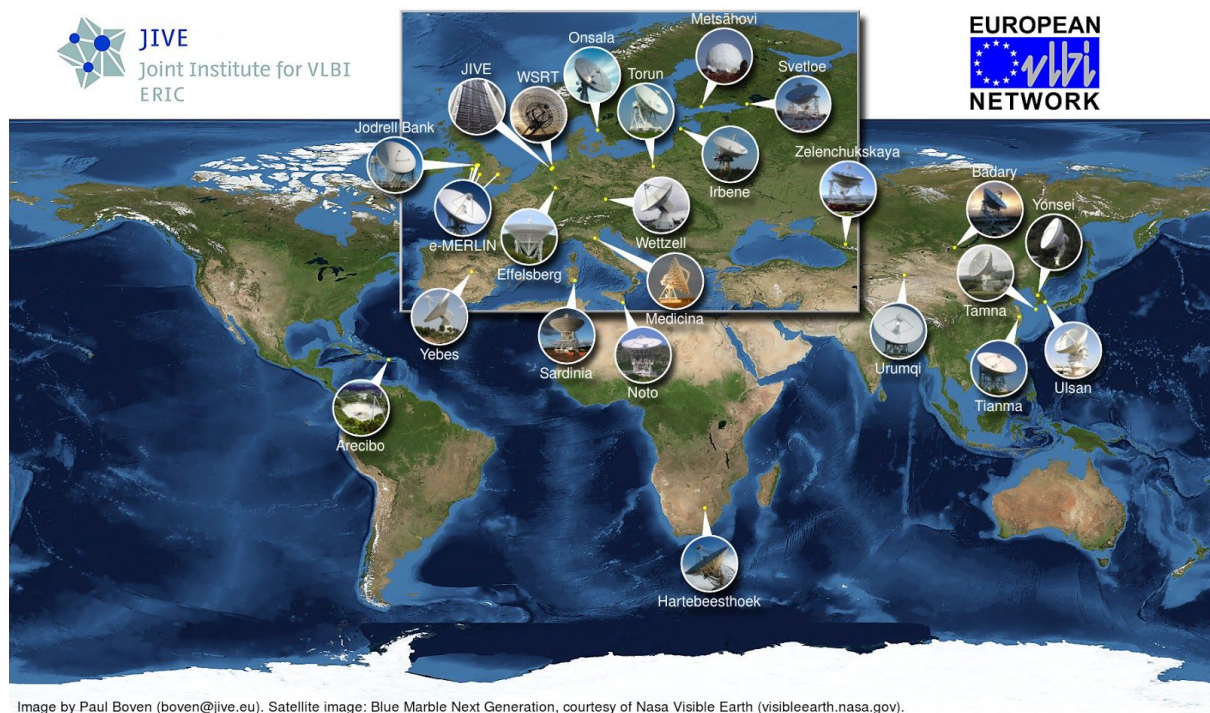 JIVE
Joint Institute for VLBI
ERIC
EUROPEAN
vlbi
NETWORK
Metsähovi
Onsala
JIVE
WSRT
Torun
Svetloe
Jodrell Bank
Zelenchukskaya
Irbene
Badary
Yonsei
e-MERLIN
Wettzell
Effelsberg
Tamna
Medicina
Yebes
Sardinia
Noto
Urumqi
Tianma
Ulsan
Arecibo
Hartebeesthoek
Image by Paul Boven (boven@jive.eu). Satellite image: Blue Marble Next Generation, courtesy of Nasa Visible Earth (visibleearth.nasa.gov).